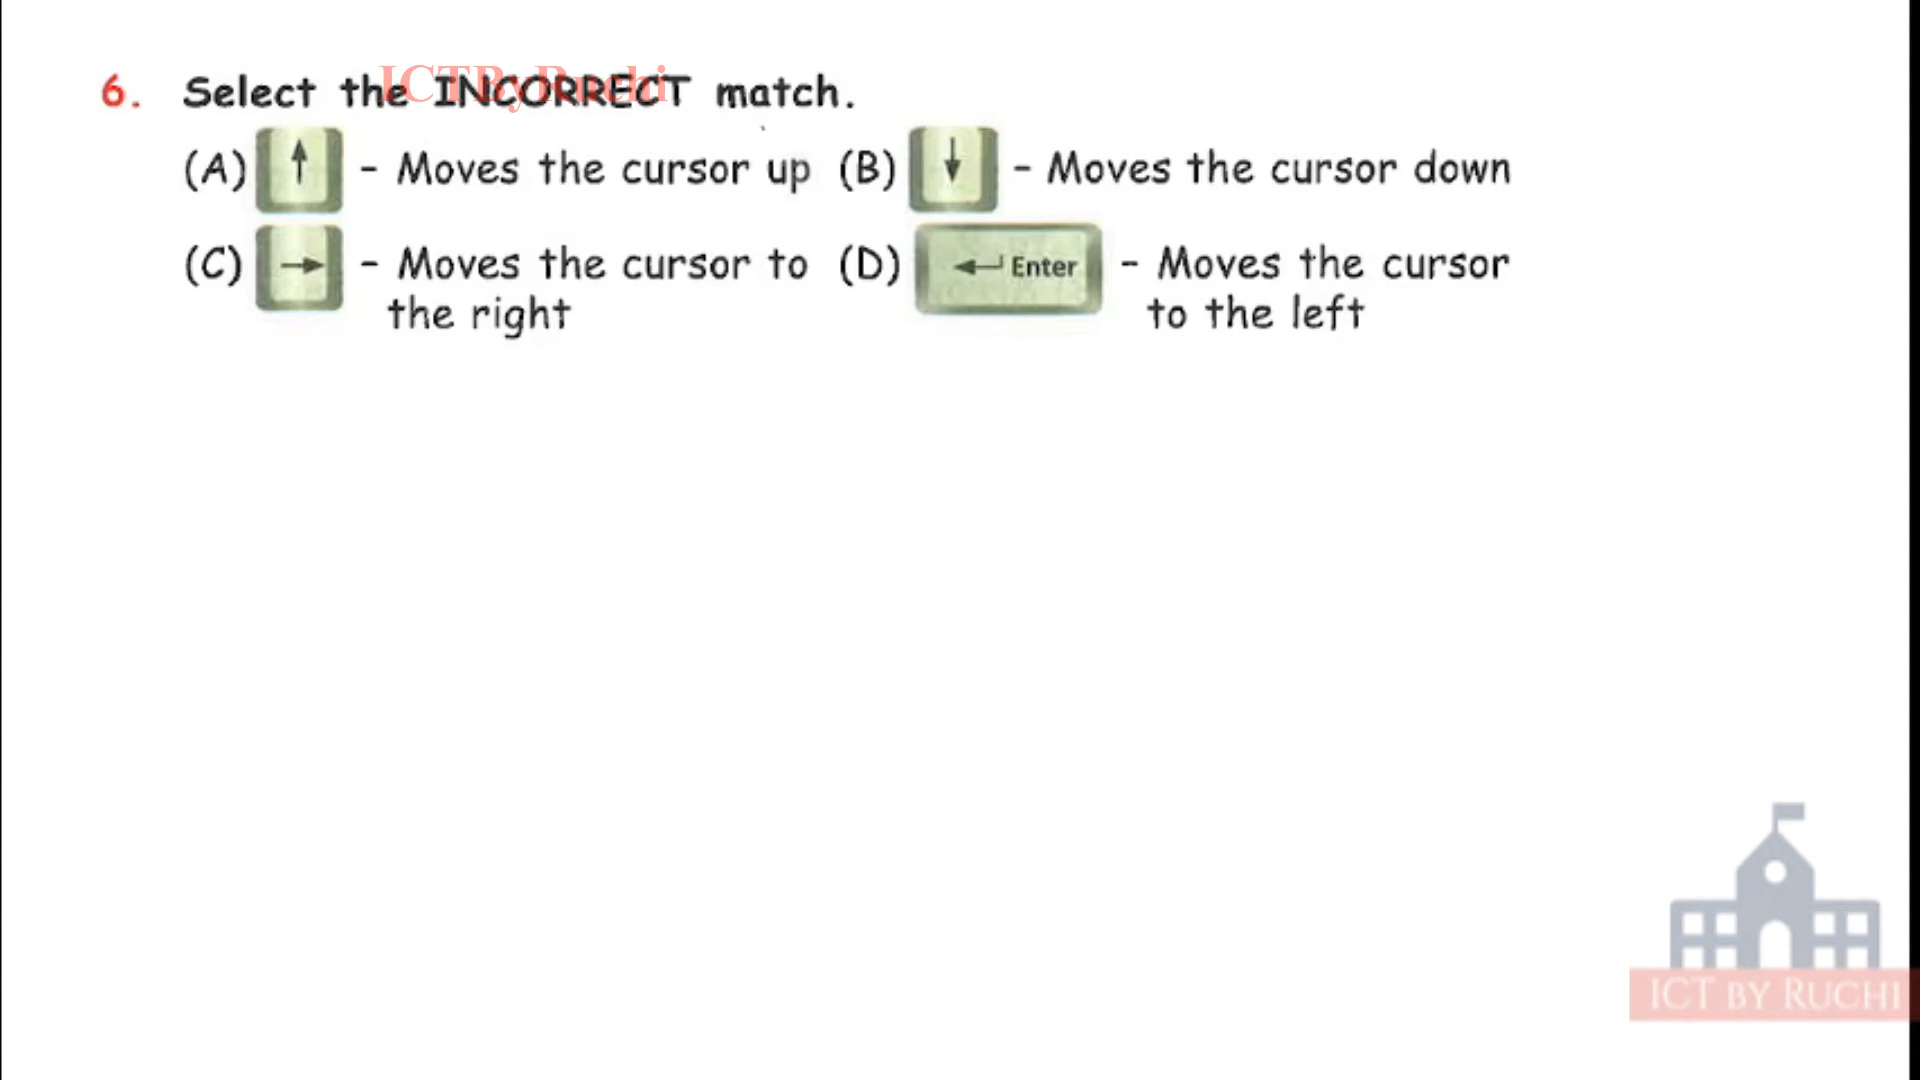 6. Select the INCORRECT match.
ICTByRuchi
(A) ↑ - Moves the cursor up (B) ↓ - Moves the cursor down
(C) → - Moves the cursor to (D) ↵ Enter - Moves the cursor
the right to the left
ICT BY RUCHI